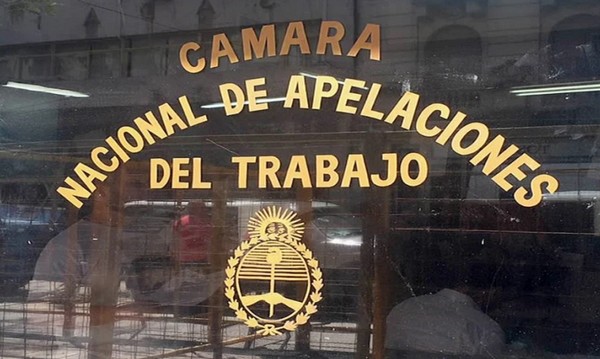 CAMARA
NACIONAL DE APELACIONES
DEL TRABAJO